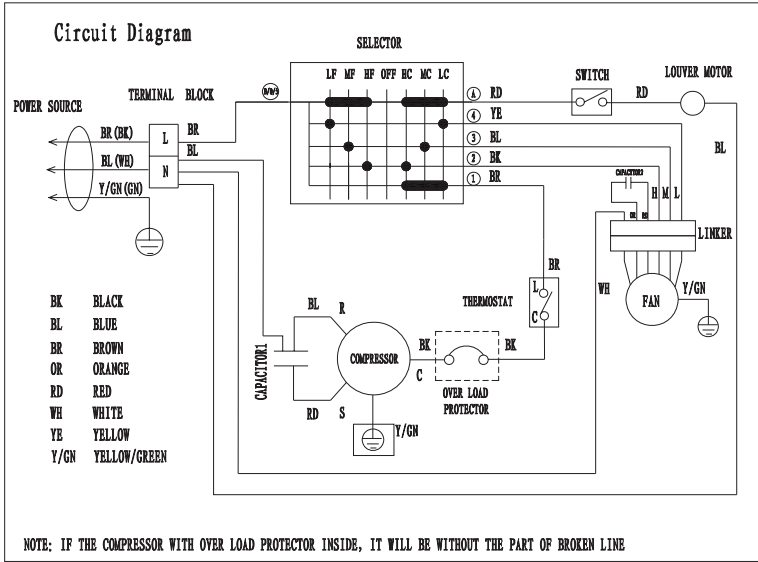 Circuit Diagram
SELECTOR
LF MF HF OFF HC MC LC
SWITCH
LOUVER MOTOR
TERMINAL BLOCK
POWER SOURCE
A RD
RD
4 YE
BR(BK)
L
BR
3 BL
BL
BL
BL(WH)
N
2 BK
CAPACITOR2
Y/GN(GN)
1 BR
H M L
OR
RD
LINKER
BR
L
C
THERMOSTAT
WH
FAN
Y/GN
BL
R
CAPACITOR1
COMPRESSOR
BK
C
BK
OVER LOAD
PROTECTOR
RD
S
Y/GN
BK BLACK
BL BLUE
BR BROWN
OR ORANGE
RD RED
WH WHITE
YE YELLOW
Y/GN YELLOW/GREEN
NOTE: IF THE COMPRESSOR WITH OVER LOAD PROTECTOR INSIDE, IT WILL BE WITHOUT THE PART OF BROKEN LINE